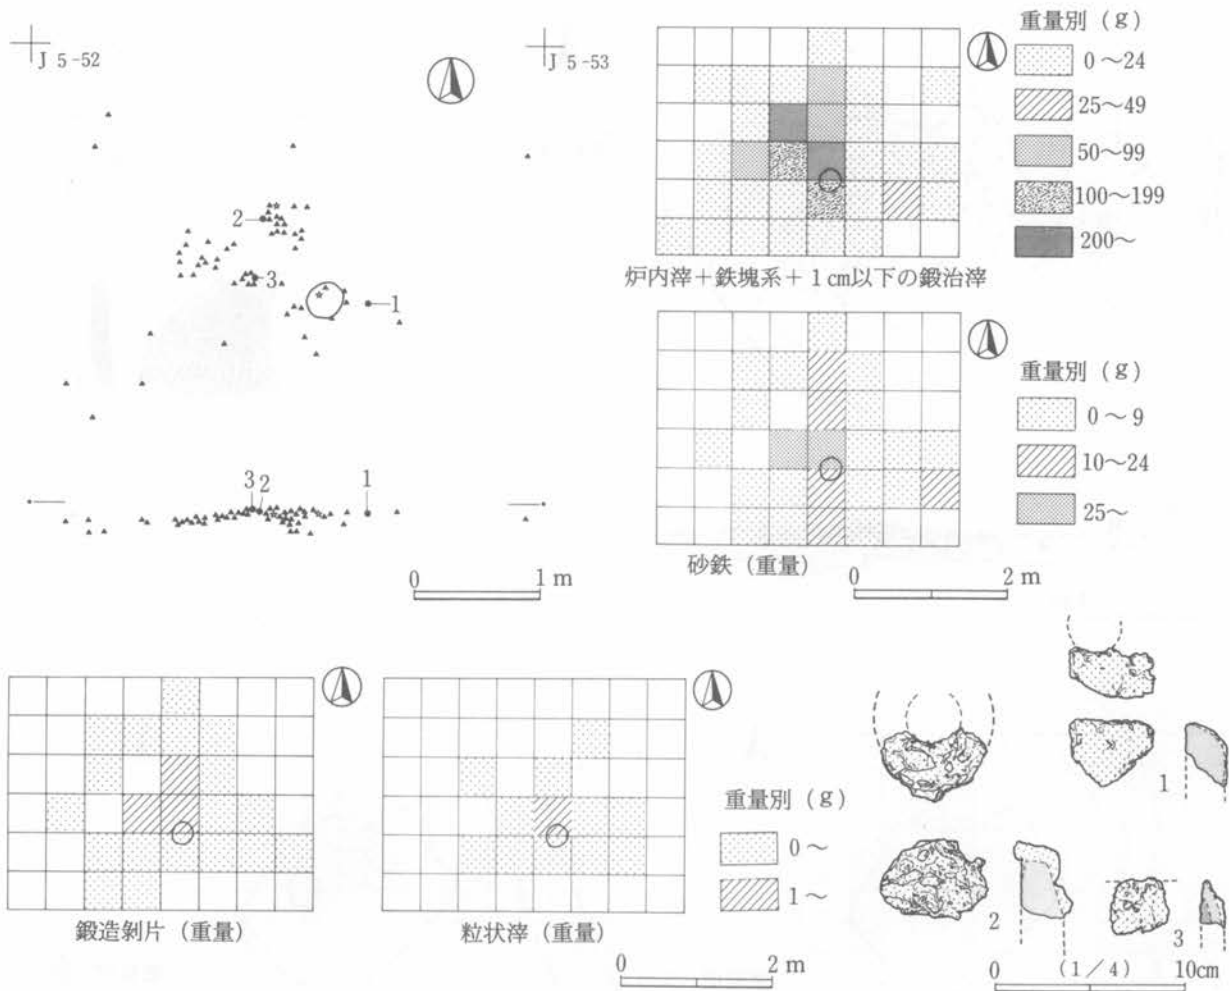 J 5-52
J 5-53
2
3
1
3
2
1
0
1 m
重量別 (g)
0～24
25～49
50～99
100～199
200～
炉内滓＋鉄塊系＋1 cm以下の鍛冶滓
重量別 (g)
0～9
10～24
25～
砂鉄 (重量)
0
2 m
鍛造剝片 (重量)
粒状滓 (重量)
重量別 (g)
0～
1～
0
2 m
1
2
3
0
(1／4)
10cm